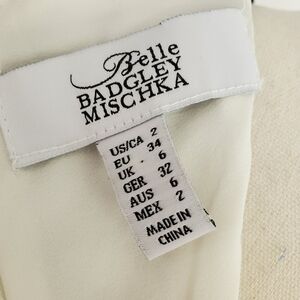 Belle
BADGLEY
MISCHKA
US/CA 2
EU . 34
UK . 6
GER 32
AUS 6
MEX 2
MADE IN
CHINA